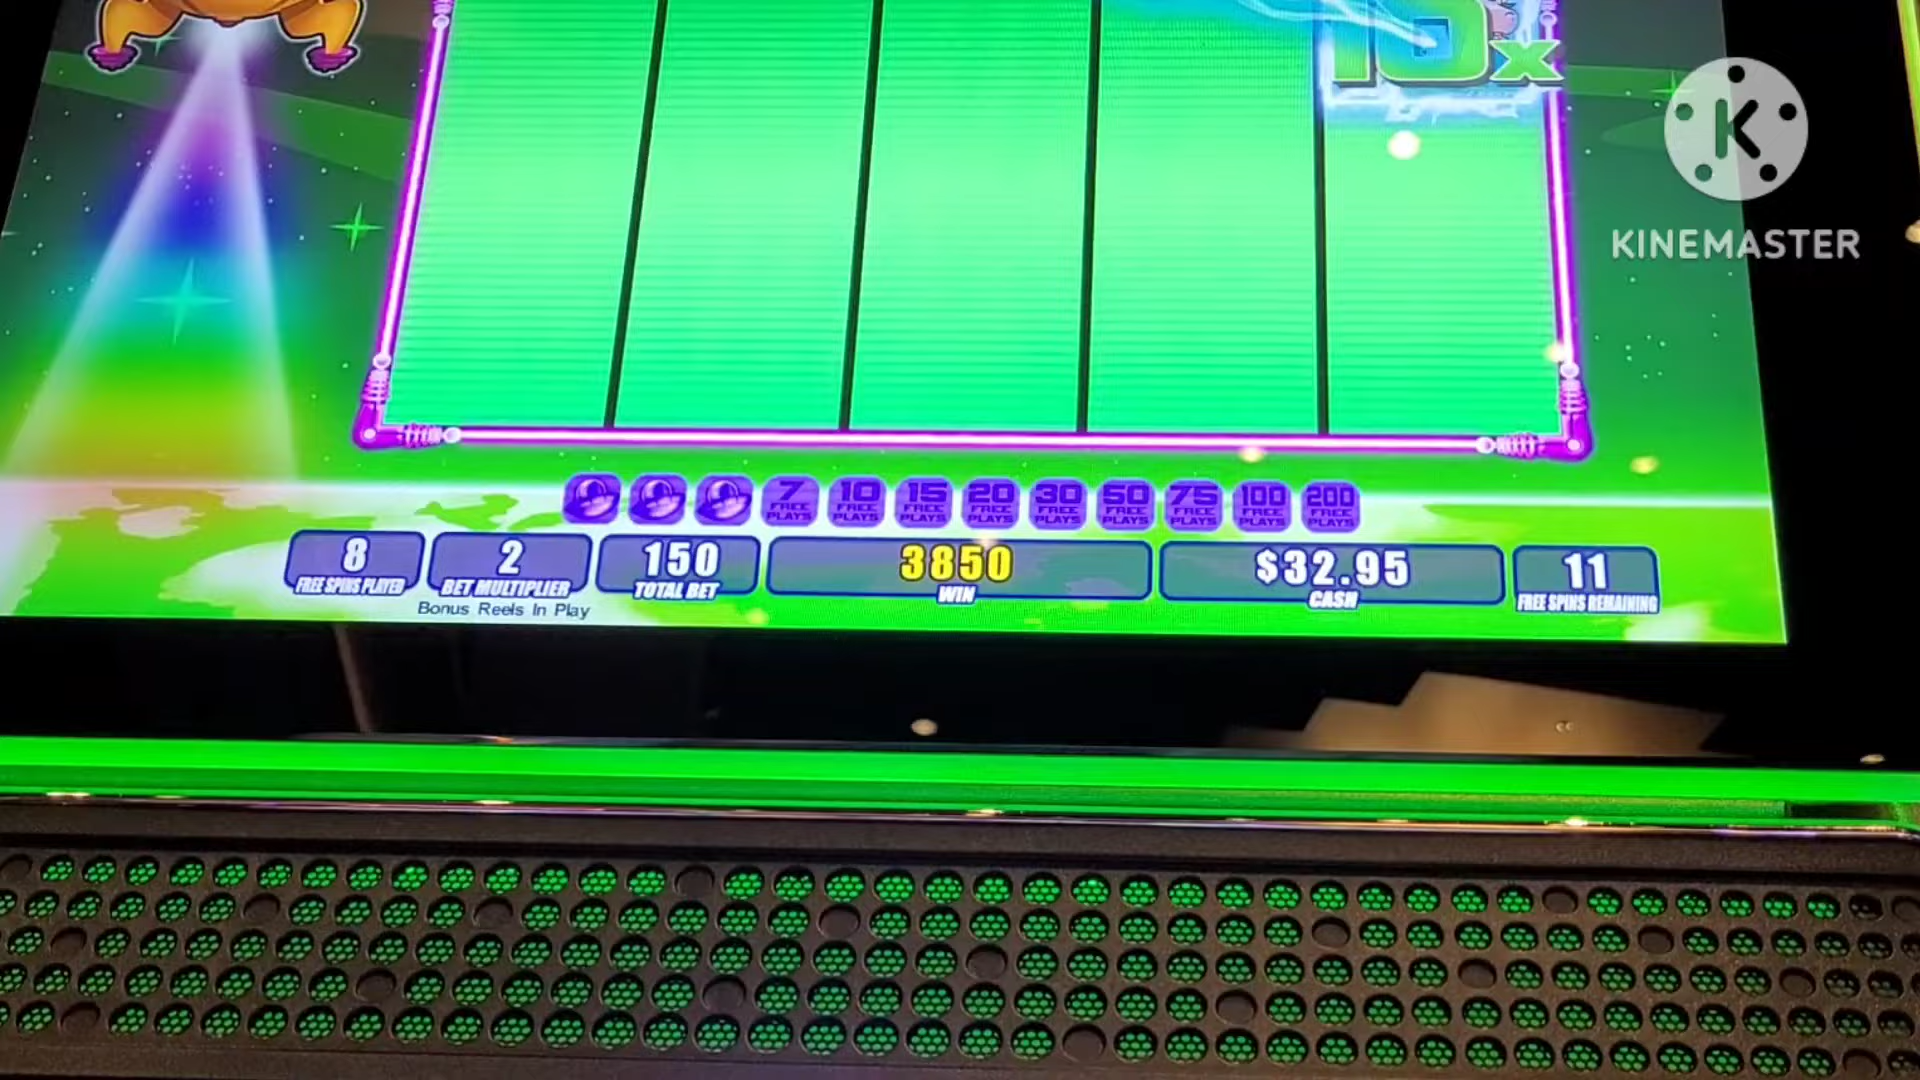 10x
K
KINEMASTER
7 FREE PLAYS
10 FREE PLAYS
15 FREE PLAYS
20 FREE PLAYS
30 FREE PLAYS
50 FREE PLAYS
75 FREE PLAYS
100 FREE PLAYS
200 FREE PLAYS
8
FREE SPINS PLAYED
2
BET MULTIPLIER
150
TOTAL BET
3850
WIN
$32.95
CASH
11
FREE SPINS REMAINING
Bonus Reels In Play